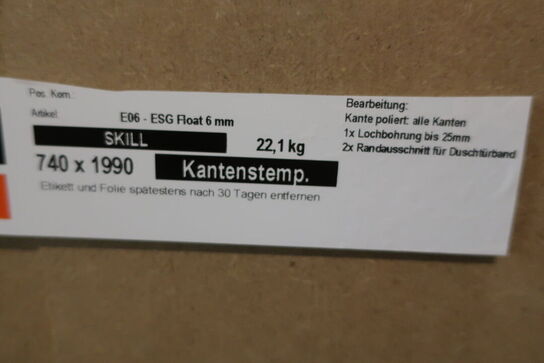 Pos. Kom.:
Artikel:
E06 - ESG Float 6 mm
SKILL
22,1 kg
740 x 1990
Kantenstemp.
Etikett und Folie spätestens nach 30 Tagen entfernen
Bearbeitung:
Kante poliert: alle Kanten
1x Lochbohrung bis 25mm
2x Randausschnitt für Duschtürband